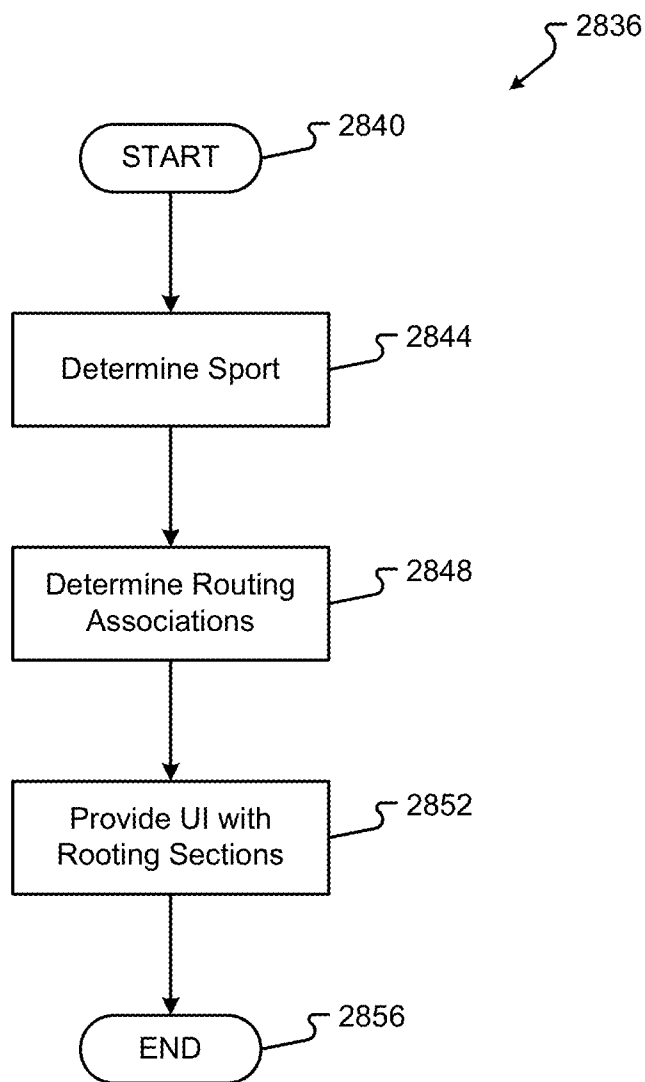 2836
START
2840
Determine Sport
2844
Determine Routing
Associations
2848
Provide UI with
Rooting Sections
2852
END
2856